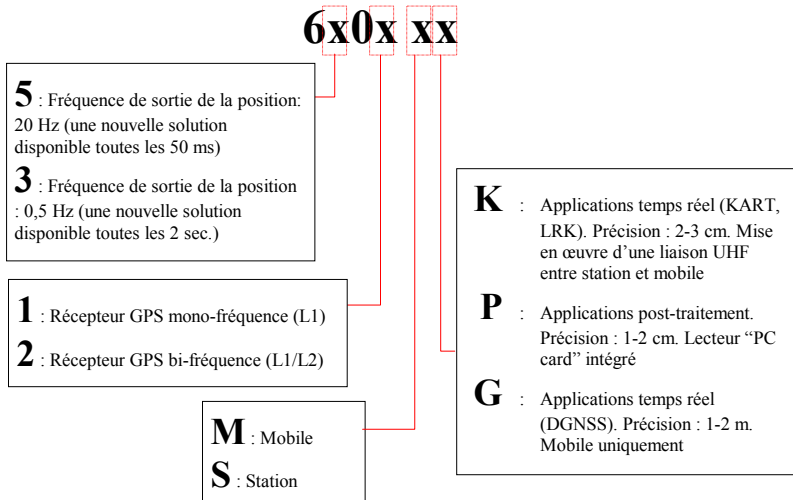 6x0x xx
5 : Fréquence de sortie de la position:
20 Hz (une nouvelle solution
disponible toutes les 50 ms)
3 : Fréquence de sortie de la position
: 0,5 Hz (une nouvelle solution
disponible toutes les 2 sec.)
1 : Récepteur GPS mono-fréquence (L1)
2 : Récepteur GPS bi-fréquence (L1/L2)
M : Mobile
S : Station
K : Applications temps réel (KART,
LRK). Précision : 2-3 cm. Mise
en œuvre d’une liaison UHF
entre station et mobile
P : Applications post-traitement.
Précision : 1-2 cm. Lecteur “PC
card” intégré
G : Applications temps réel
(DGNSS). Précision : 1-2 m.
Mobile uniquement